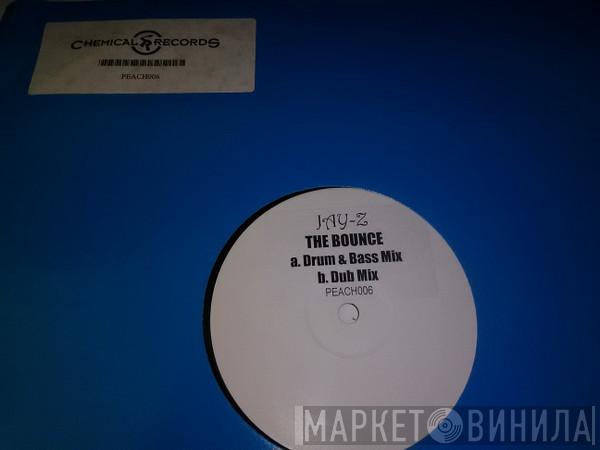 CHEMICAL RECORDS
PEACH006
JAY-Z
THE BOUNCE
a. Drum & Bass Mix
b. Dub Mix
PEACH006
МАРКЕТ ВИНИЛА